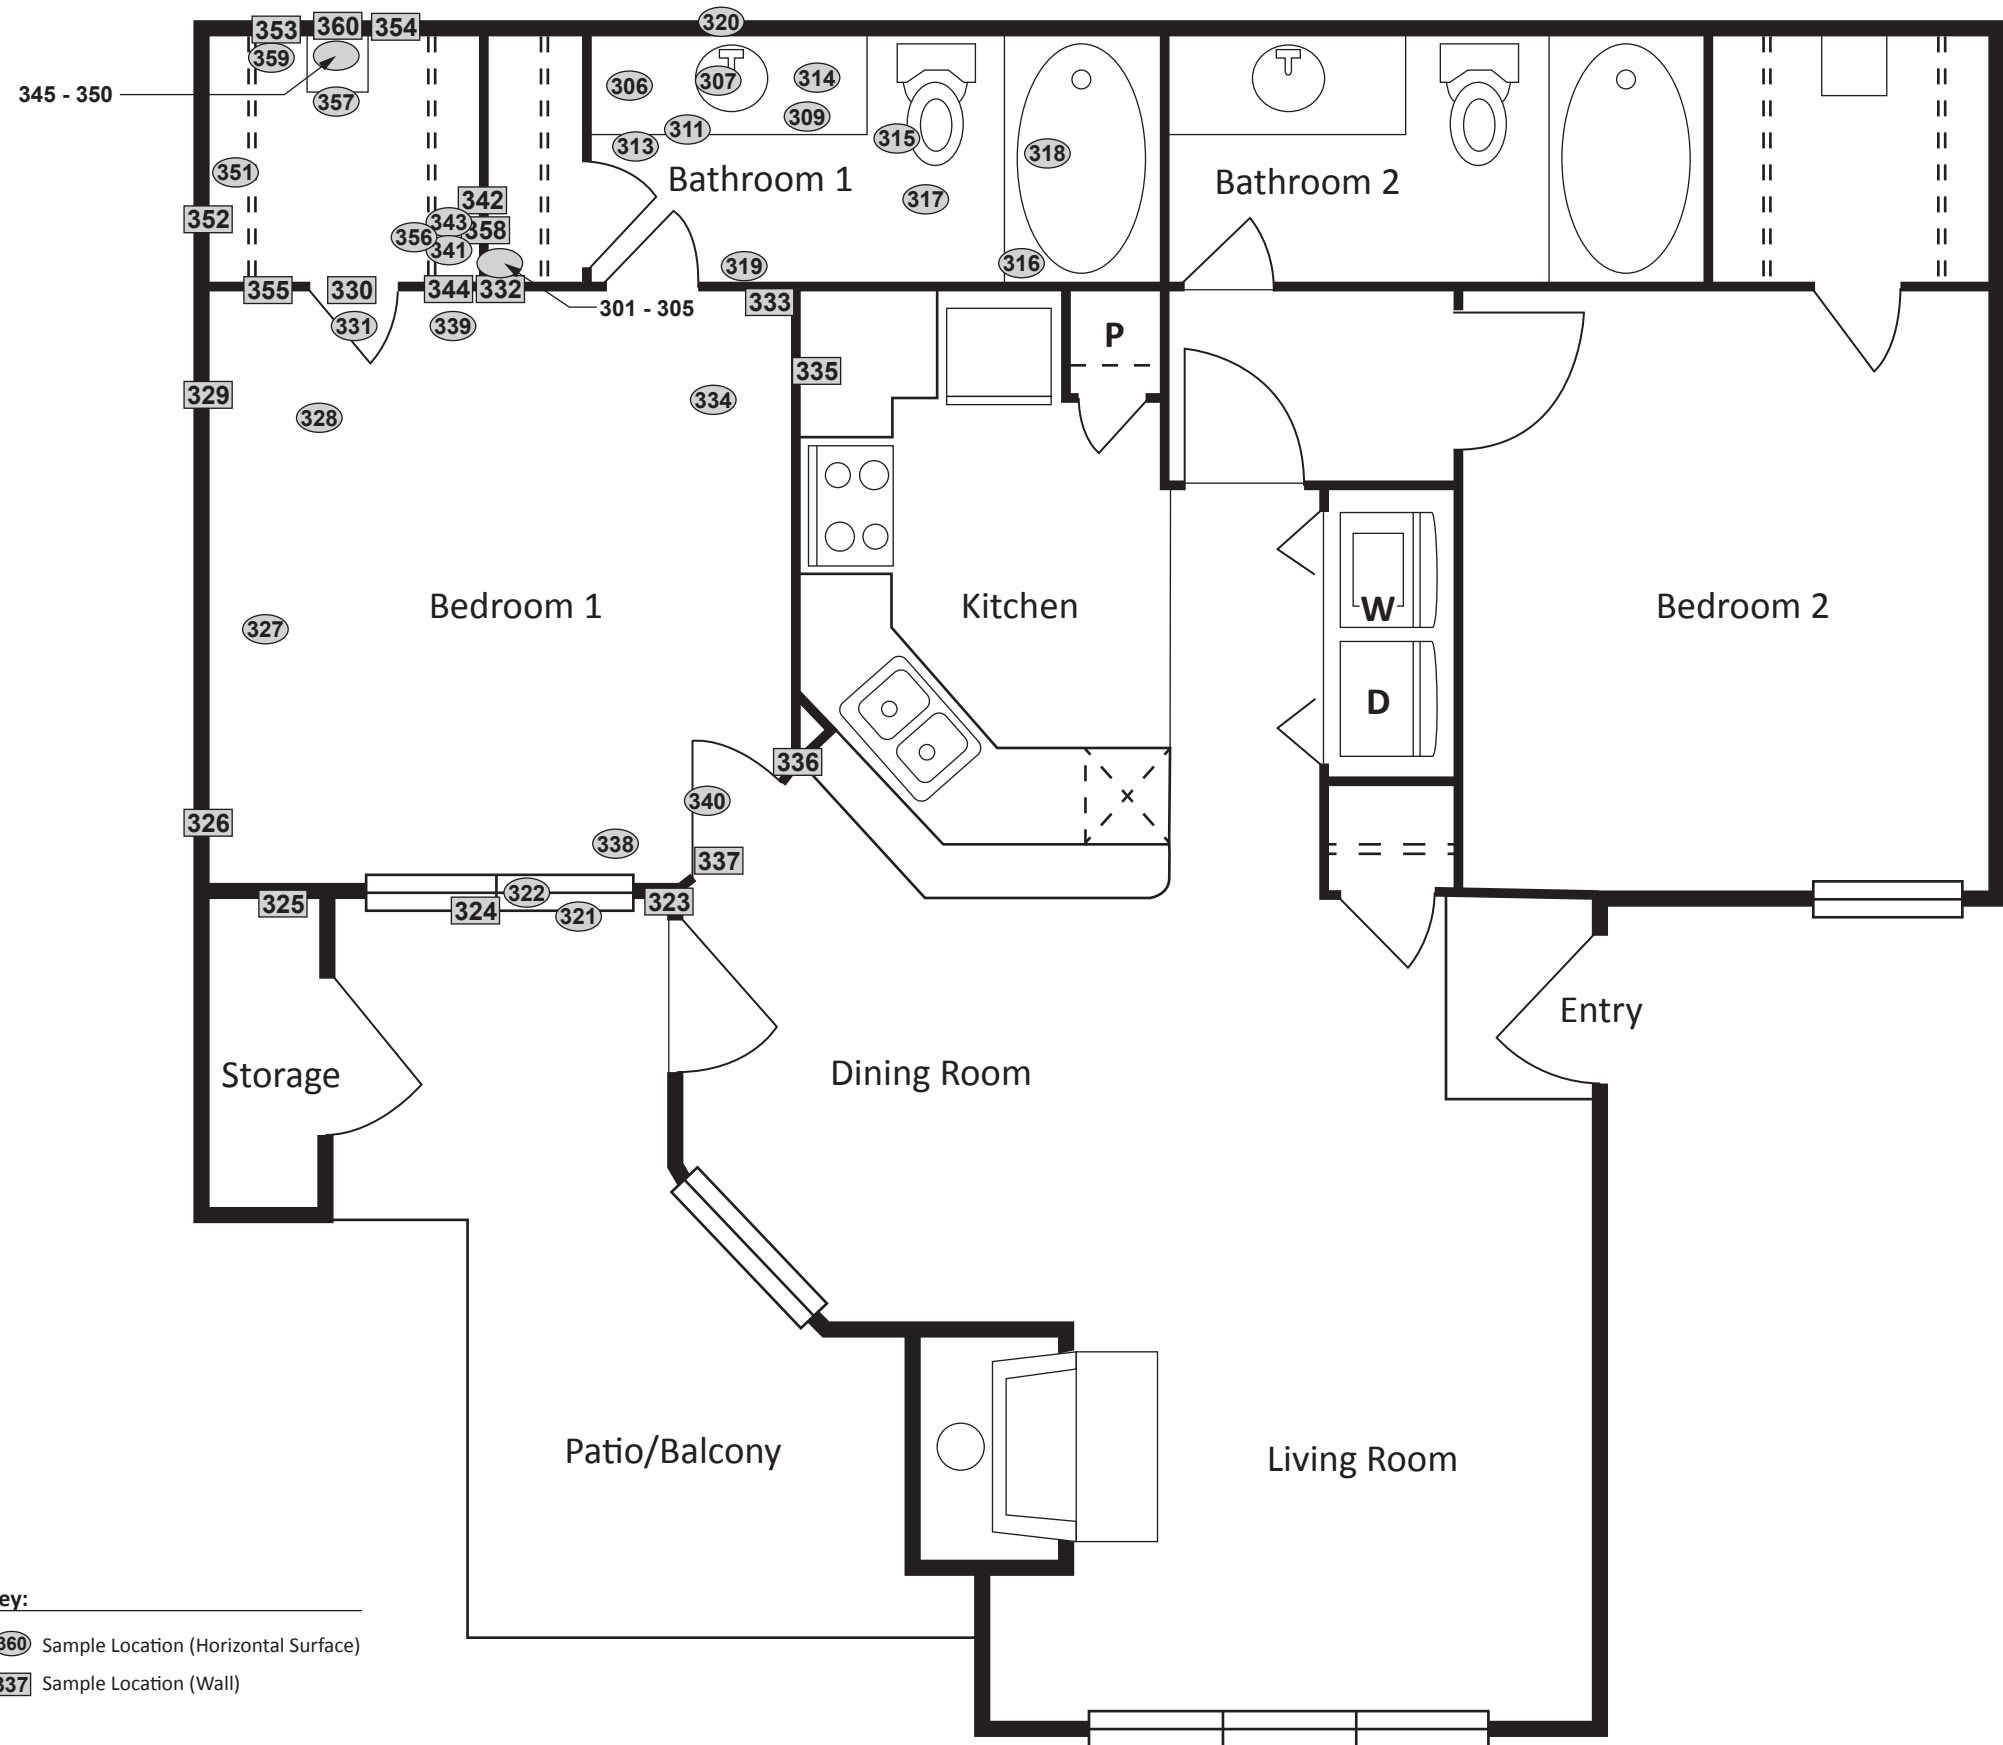 353 360 354 320
359
345 - 350
357
306 307 314
309
311
313
315
318
Bathroom 1
Bathroom 2
351
317
342
352
343
358
356
341
319
316
355 330 344 332
333
301 - 305
331
339
P
335
329
328
334
Bedroom 1
Kitchen
W
Bedroom 2
327
D
336
340
326
338
337
322
325
324
321
323
Entry
Storage
Dining Room
Patio/Balcony
Living Room
ey:
360 Sample Location (Horizontal Surface)
337 Sample Location (Wall)